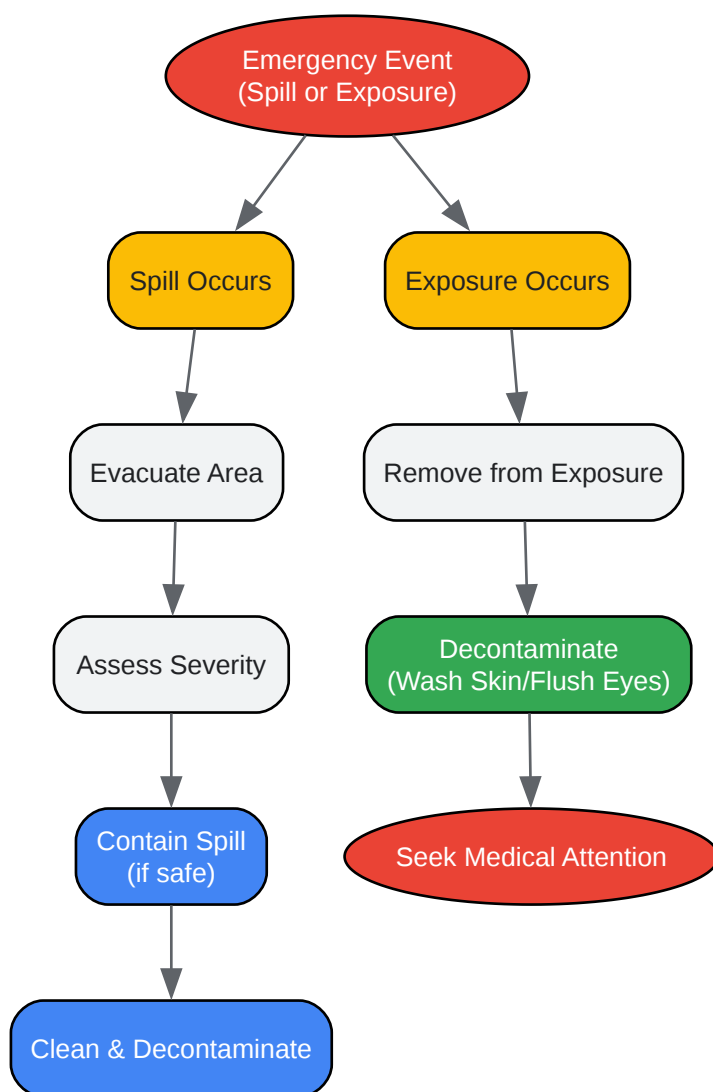 Emergency Event
(Spill or Exposure)
Spill Occurs
Exposure Occurs
Evacuate Area
Remove from Exposure
Assess Severity
Decontaminate
(Wash Skin/Flush Eyes)
Contain Spill
(if safe)
Seek Medical Attention
Clean & Decontaminate